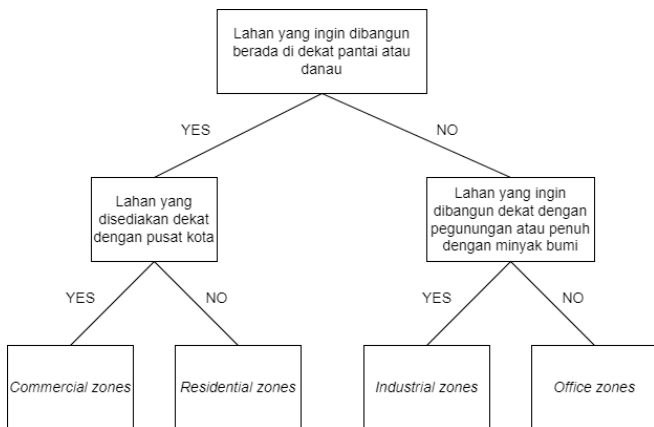 Lahan yang ingin dibangun
berada di dekat pantai atau
danau
YES
NO
Lahan yang
disediakan dekat
dengan pusat kota
Lahan yang ingin
dibangun dekat dengan
pegunungan atau penuh
dengan minyak bumi
YES
NO
YES
NO
Commercial zones
Residential zones
Industrial zones
Office zones